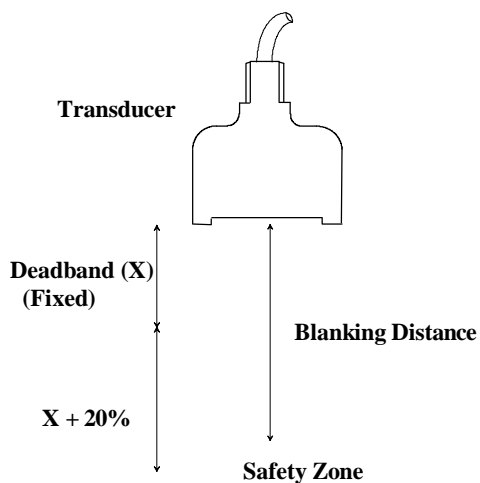 Transducer
Deadband (X)
(Fixed)
Blanking Distance
X + 20%
Safety Zone